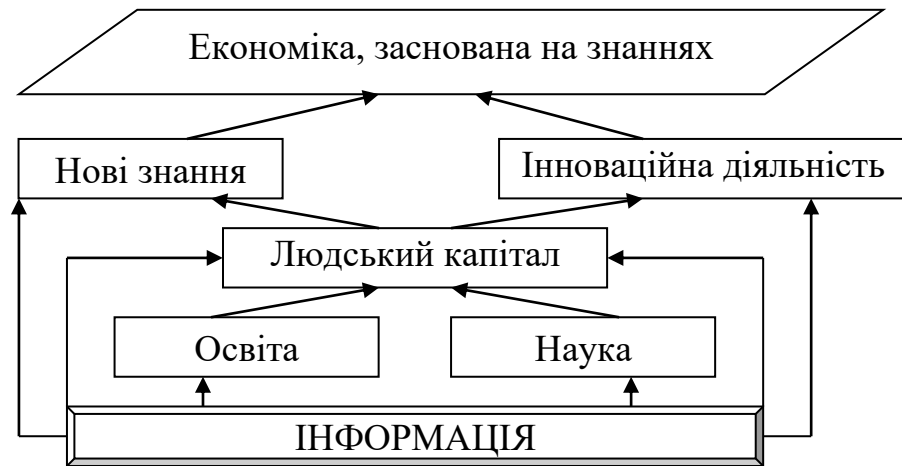 Економіка, заснована на знаннях
Нові знання
Інноваційна діяльність
Людський капітал
Освіта
Наука
ІНФОРМАЦІЯ